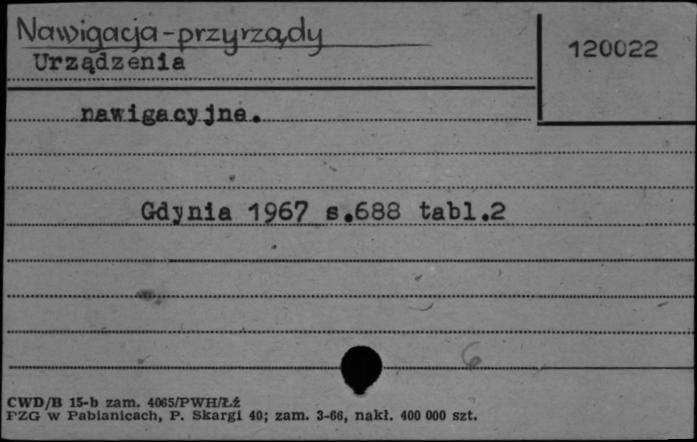 Nawigacja-przyrządy
120022
Urządzenia
nawigacyjne.
Gdynia 1967 s.688 tabl.2
6
CWD/B 15-b zam. 4065/PWH/Łź
PZG w Pabianicach, P. Skargi 40; zam. 3-66, nakł. 400 000 szt.